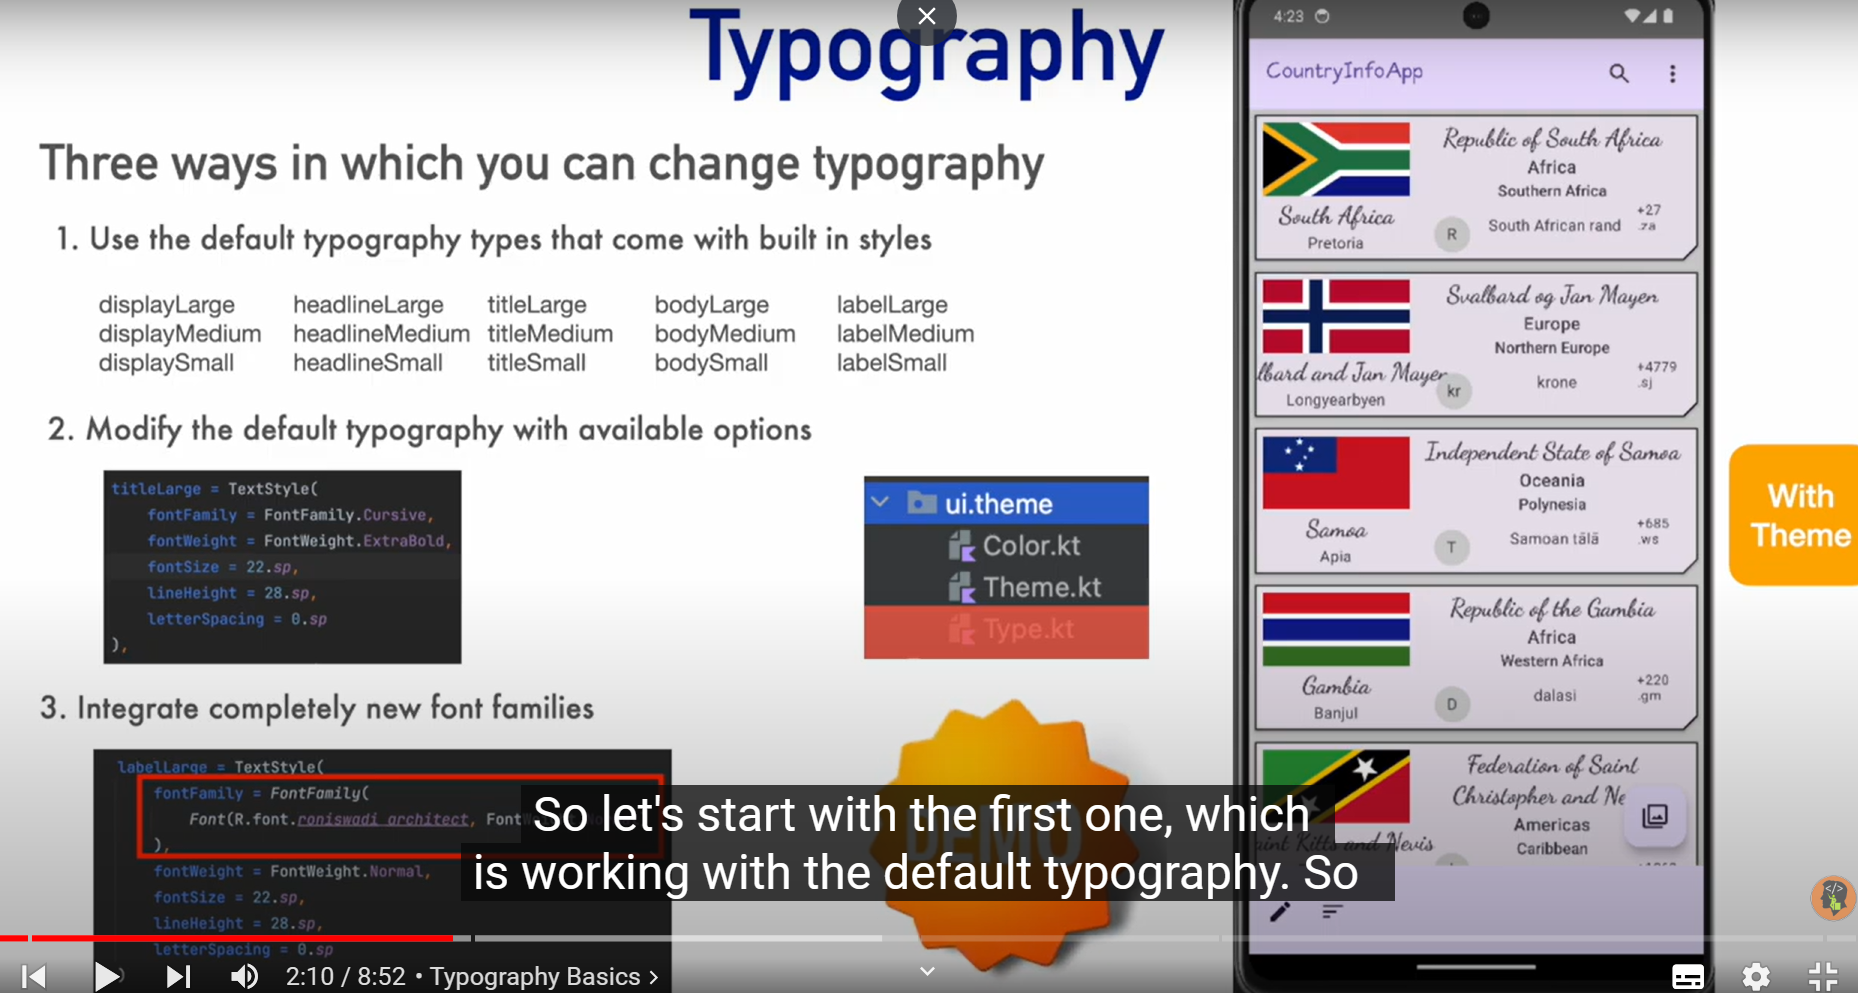 Typography
Three ways in which you can change typography
1. Use the default typography types that come with built in styles
displayLarge headlineLarge titleLarge bodyLarge labelLarge
displayMedium headlineMedium titleMedium bodyMedium labelMedium
displaySmall headlineSmall titleSmall bodySmall labelSmall
2. Modify the default typography with available options
titleLarge = TextStyle(
fontFamily = FontFamily.Cursive,
fontWeight = FontWeight.ExtraBold,
fontSize = 22.sp,
lineHeight = 28.sp,
letterSpacing = 0.sp
),
ui.theme
Color.kt
Theme.kt
Type.kt
3. Integrate completely new font families
labelLarge = TextStyle(
fontFamily = FontFamily(
Font(R.font.roniswadi_architect,
),
fontWeight = FontWeight.Normal,
fontSize = 22.sp,
lineHeight = 28.sp,
letterSpacing = 0.sp
)
DEMO
So let's start with the first one, which
is working with the default typography. So
4:23
CountryInfoApp
Republic of South Africa
Africa
Southern Africa
South Africa
Pretoria
R
South African rand
+27
.za
Svalbard og Jan Mayen
Europe
Northern Europe
lbard and Jan Mayen
Longyearbyen
kr
krone
+4779
.sj
Independent State of Samoa
Oceania
Polynesia
Samoa
Apia
T
Samoan tālā
+685
.ws
Republic of the Gambia
Africa
Western Africa
Gambia
Banjul
D
dalasi
+220
.gm
Federation of Saint
Christopher and Ne
Americas
Caribbean
aint Kitts and Nevis
With
Theme
2:10 / 8:52 • Typography Basics